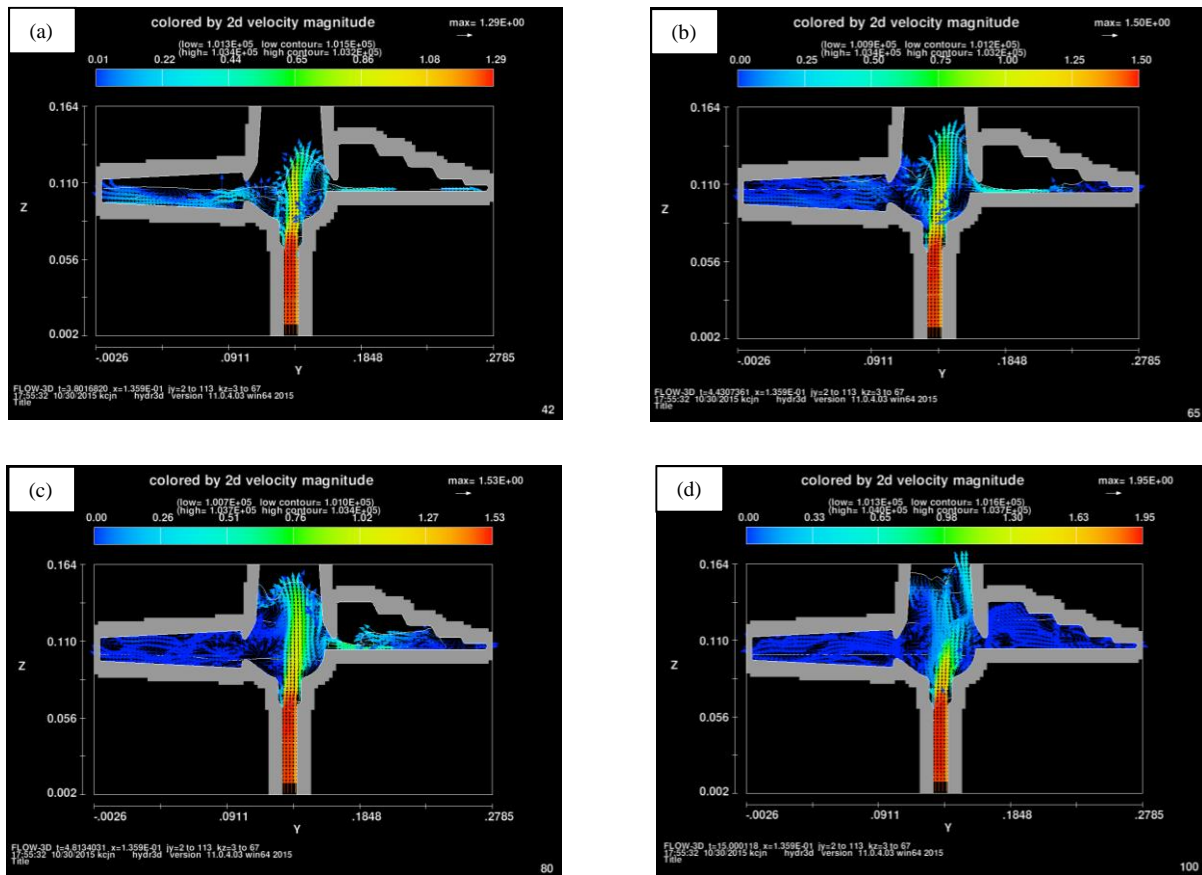 (a)
colored by 2d velocity magnitude
max= 1.29E+00
(low= 1.013E+05 low contour= 1.015E+05)
(high= 1.034E+05 high contour= 1.032E+05)
0.01 0.22 0.44 0.65 0.86 1.08 1.29
0.164
0.110
Z
0.056
0.002
-.0026 .0911 .1848 .2785
Y
FLOW-3D t=3.8016820 x=1.359E-01 jy=2 to 113 kz=3 to 67
17:55:32 10/30/2015 kcjn hydr3d version 11.0.4.03 win64 2015
Title
42
(b)
colored by 2d velocity magnitude
max= 1.50E+00
(low= 1.009E+05 low contour= 1.012E+05)
(high= 1.034E+05 high contour= 1.032E+05)
0.00 0.25 0.50 0.75 1.00 1.25 1.50
0.164
0.110
Z
0.056
0.002
-.0026 .0911 .1848 .2785
Y
FLOW-3D t=4.4307361 x=1.359E-01 jy=2 to 113 kz=3 to 67
17:55:32 10/30/2015 kcjn hydr3d version 11.0.4.03 win64 2015
Title
65
(c)
colored by 2d velocity magnitude
max= 1.53E+00
(low= 1.007E+05 low contour= 1.010E+05)
(high= 1.037E+05 high contour= 1.034E+05)
0.00 0.26 0.51 0.76 1.02 1.27 1.53
0.164
0.110
Z
0.056
0.002
-.0026 .0911 .1848 .2785
Y
FLOW-3D t=4.8134031 x=1.359E-01 jy=2 to 113 kz=3 to 67
17:55:32 10/30/2015 kcjn hydr3d version 11.0.4.03 win64 2015
Title
80
(d)
colored by 2d velocity magnitude
max= 1.95E+00
(low= 1.013E+05 low contour= 1.016E+05)
(high= 1.040E+05 high contour= 1.037E+05)
0.00 0.33 0.65 0.98 1.30 1.63 1.95
0.164
0.110
Z
0.056
0.002
-.0026 .0911 .1848 .2785
Y
FLOW-3D t=15.000118 x=1.359E-01 jy=2 to 113 kz=3 to 67
17:55:32 10/30/2015 kcjn hydr3d version 11.0.4.03 win64 2015
Title
100